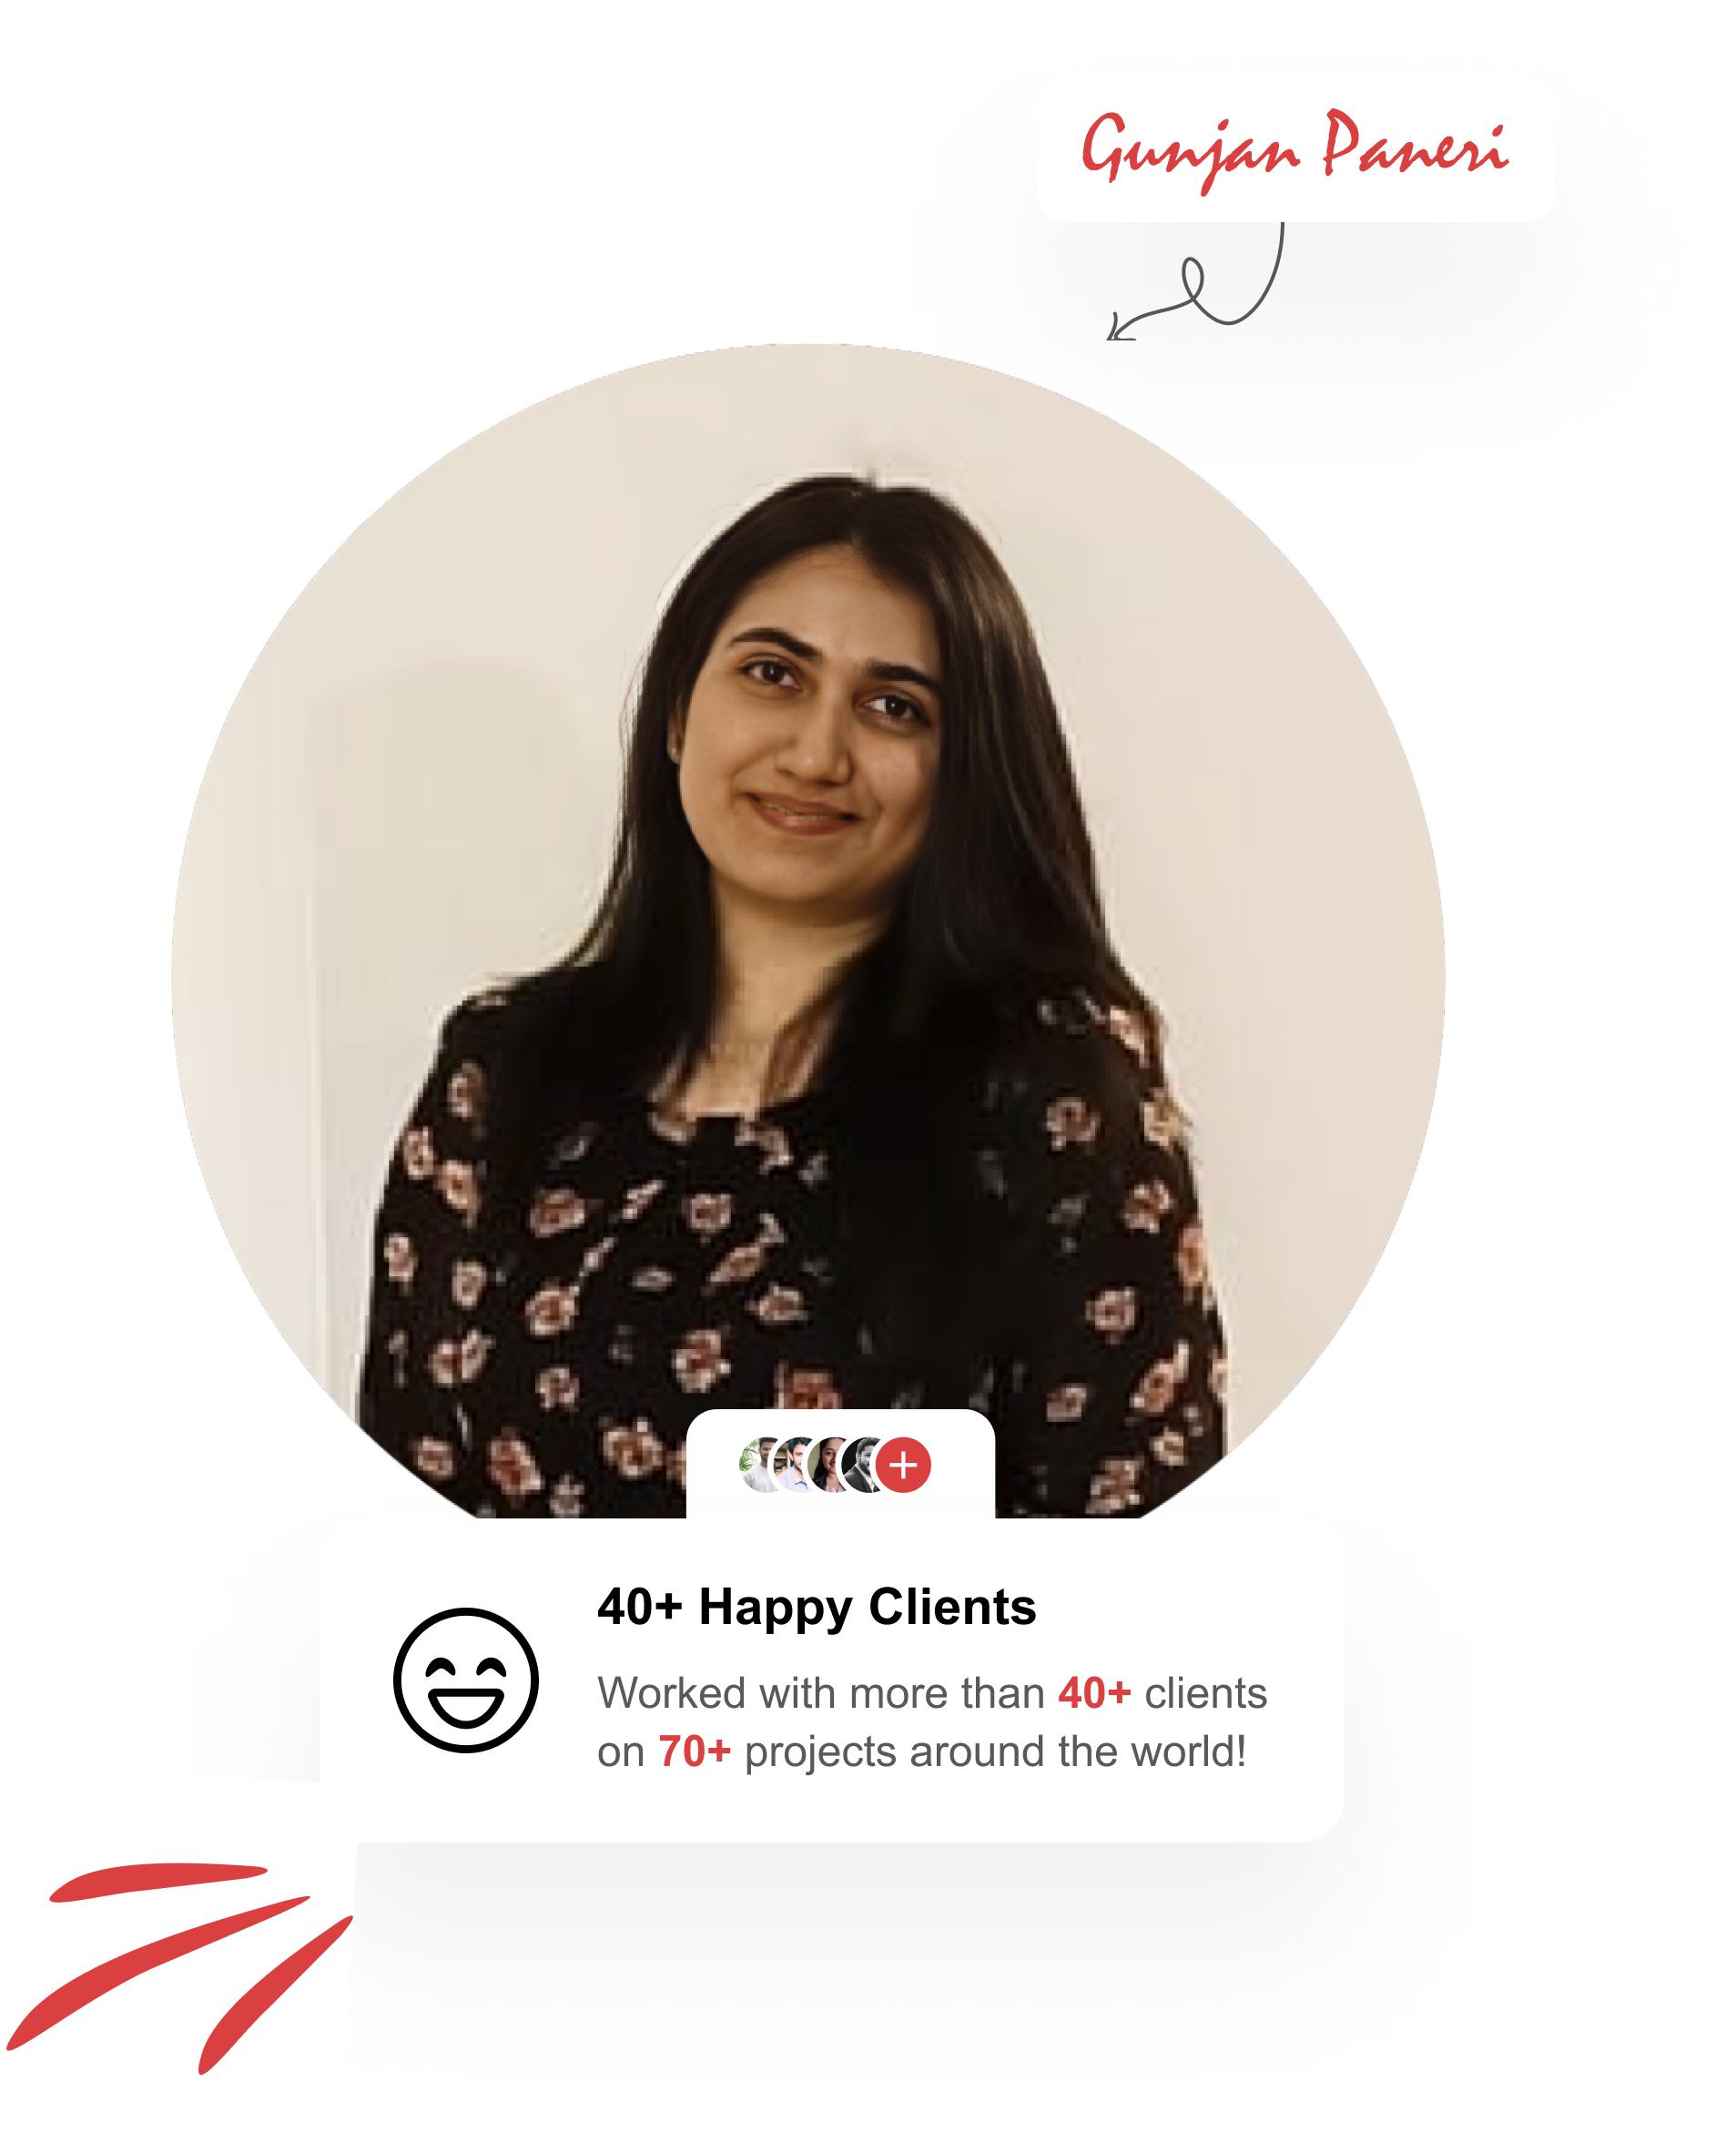 Gunjan Paneri
40+ Happy Clients
Worked with more than 40+ clients
on 70+ projects around the world!